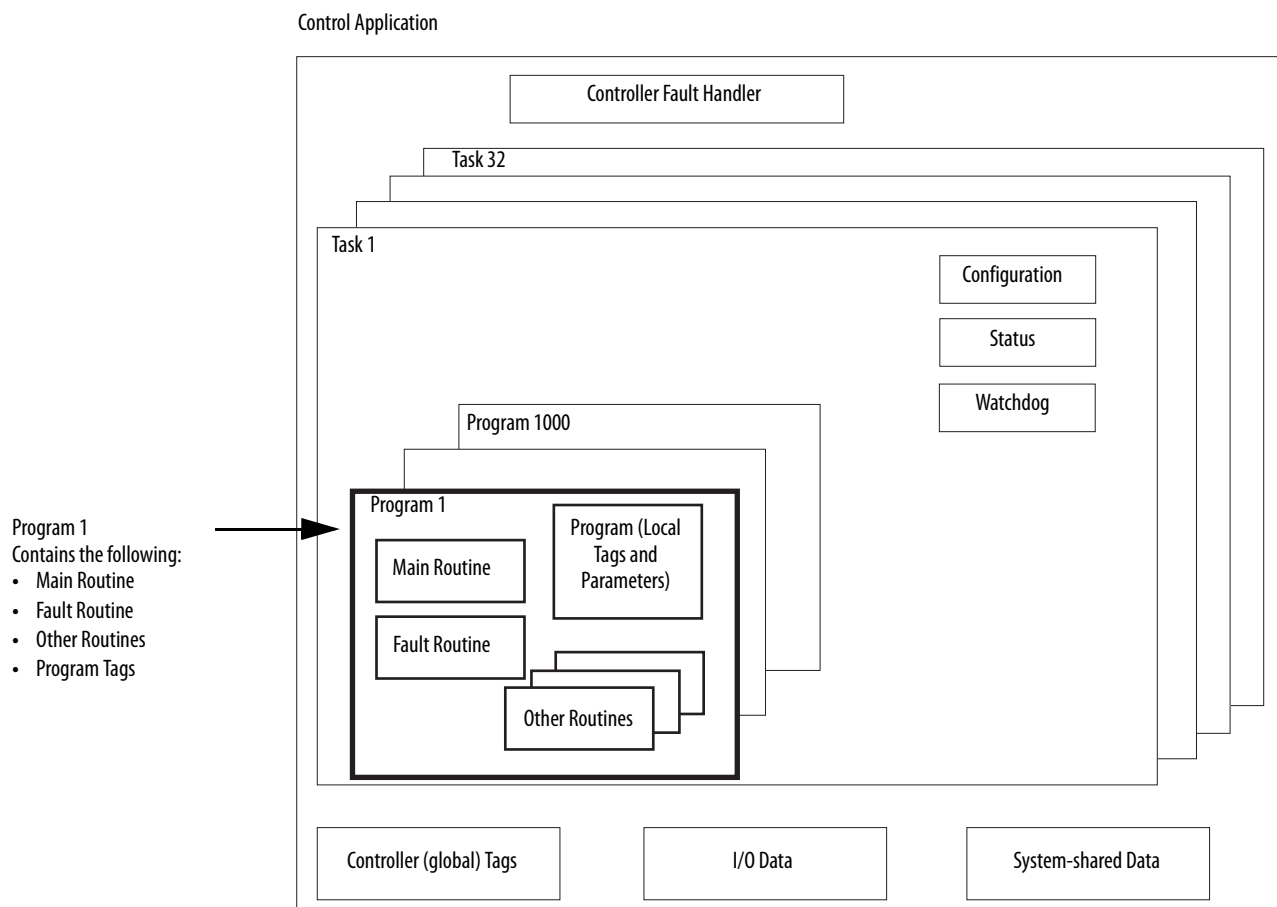 Control Application
Controller Fault Handler
Task 32
Task 1
Configuration
Status
Watchdog
Program 1000
Program 1
Program (Local
Tags and
Parameters)
Main Routine
Fault Routine
Other Routines
Program 1
Contains the following:
• Main Routine
• Fault Routine
• Other Routines
• Program Tags
Controller (global) Tags
I/O Data
System-shared Data